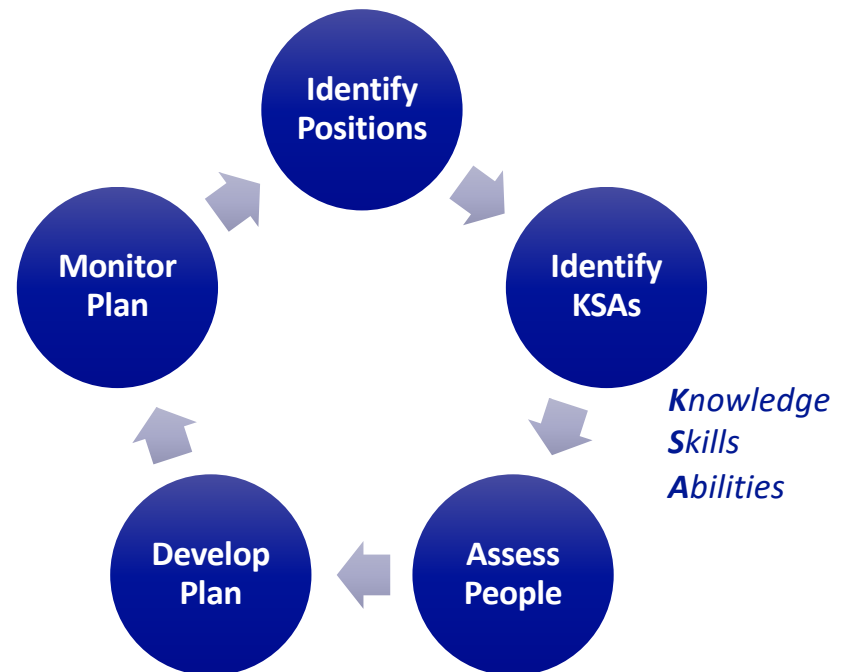 Identify
Positions
Identify
KSAs
Knowledge
Skills
Abilities
Assess
People
Develop
Plan
Monitor
Plan